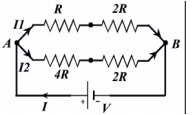 I1 R 2R
A B
I2 4R 2R
I + - V